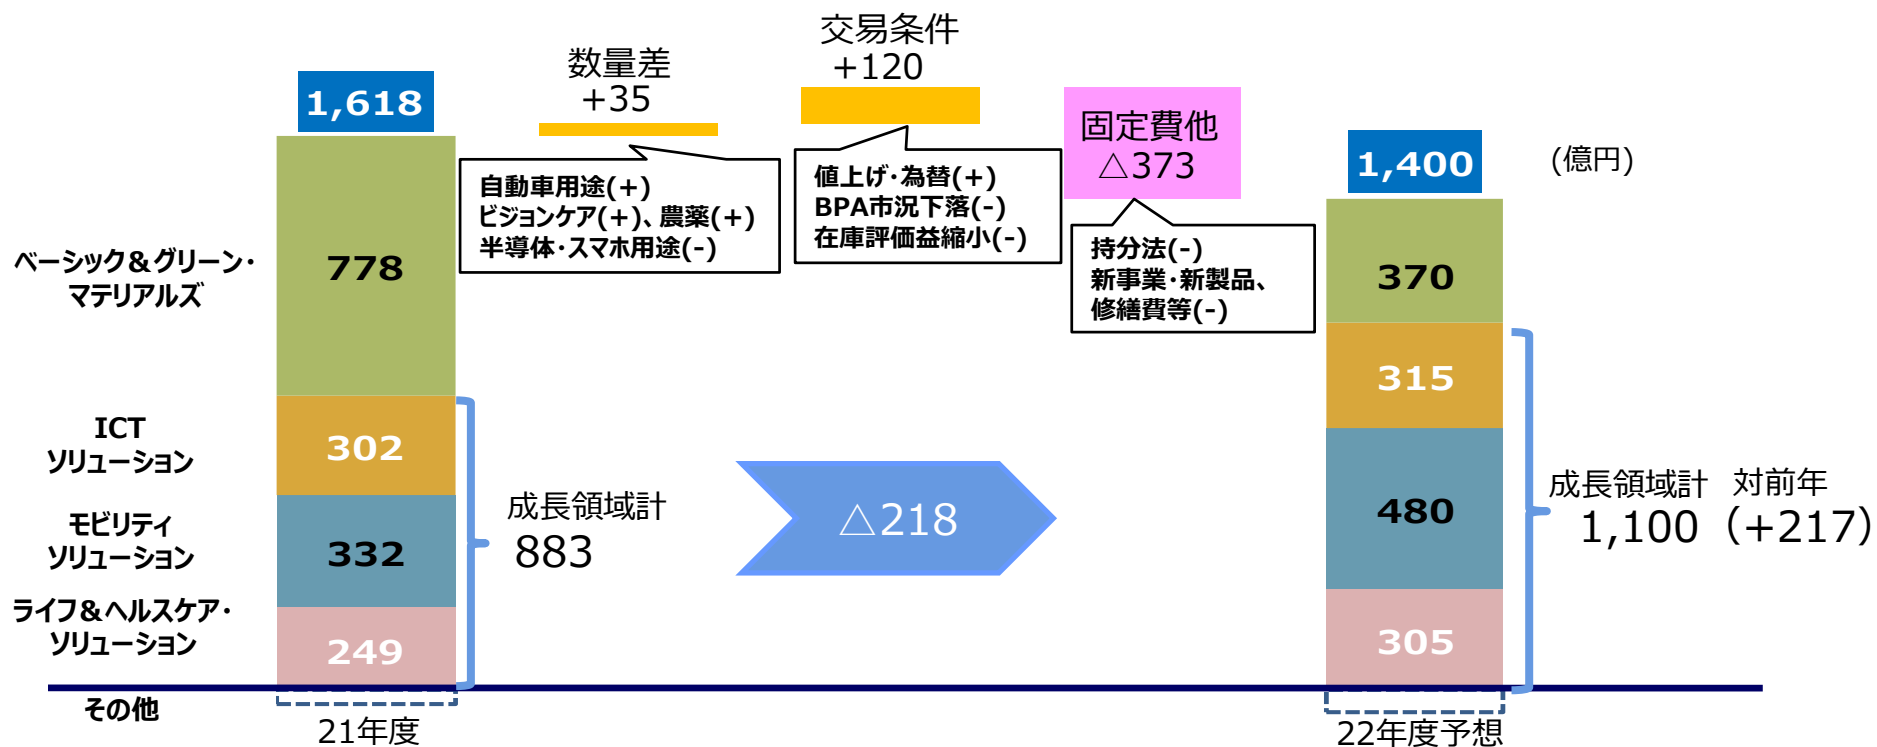 交易条件
+120
数量差
+35
1,618
固定費他
△373
1,400
(億円)
自動車用途(+)
ビジョンケア(+)、農薬(+)
半導体・スマホ用途(-)
値上げ・為替(+)
BPA市況下落(-)
在庫評価益縮小(-)
持分法(-)
新事業・新製品、
修繕費等(-)
ベーシック&グリーン・
マテリアルズ
778
370
ICT
ソリューション
302
315
モビリティ
ソリューション
332
480
成長領域計
883
△218
成長領域計 対前年
1,100（+217）
ライフ&ヘルスケア・
ソリューション
249
305
その他
21年度
22年度予想